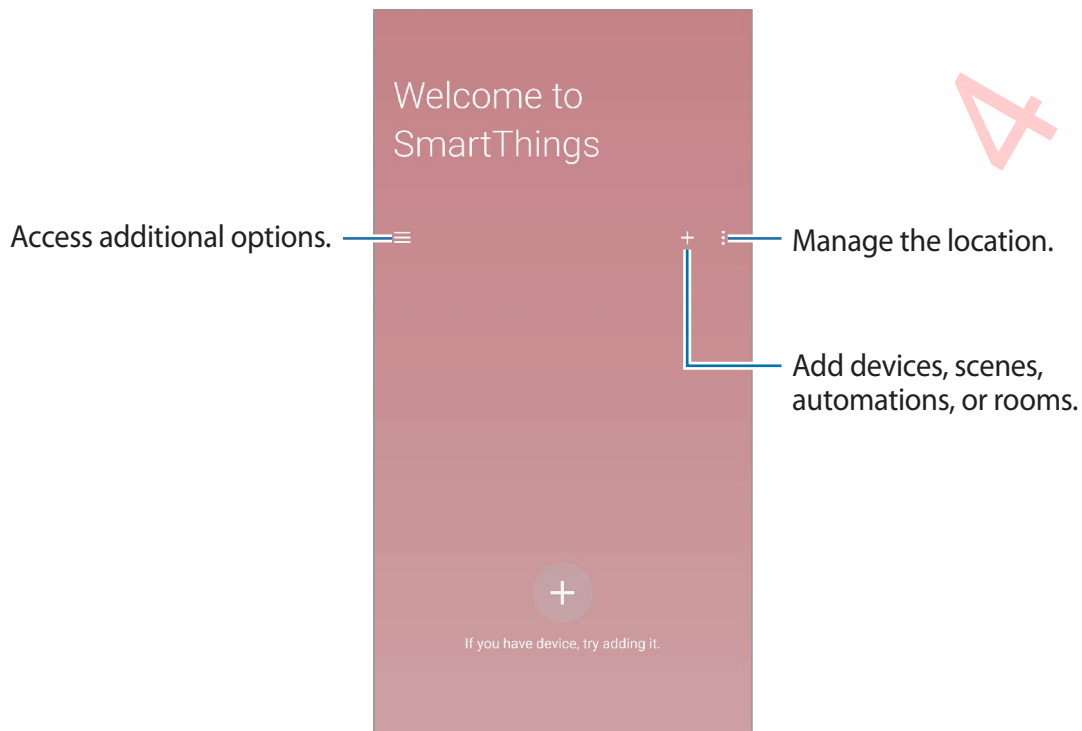 Welcome to
SmartThings
4
Access additional options.
Manage the location.
Add devices, scenes,
automations, or rooms.
If you have device, try adding it.